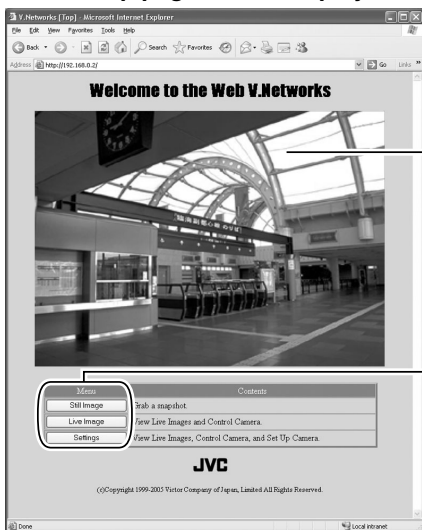 V.Networks [Top] - Microsoft Internet Explorer
File Edit View Favorites Tools Help
Back Search Favorites
Address http://192.168.0.2/ Go Links »
Welcome to the Web V.Networks
Menu Contents
Still Image Grab a snapshot.
Live Image View Live Images and Control Camera.
Settings View Live Images, Control Camera, and Set Up Camera.
JVC
(c)Copyright 1999-2005 Victor Company of Japan, Limited All Rights Reserved.
Done Local intranet